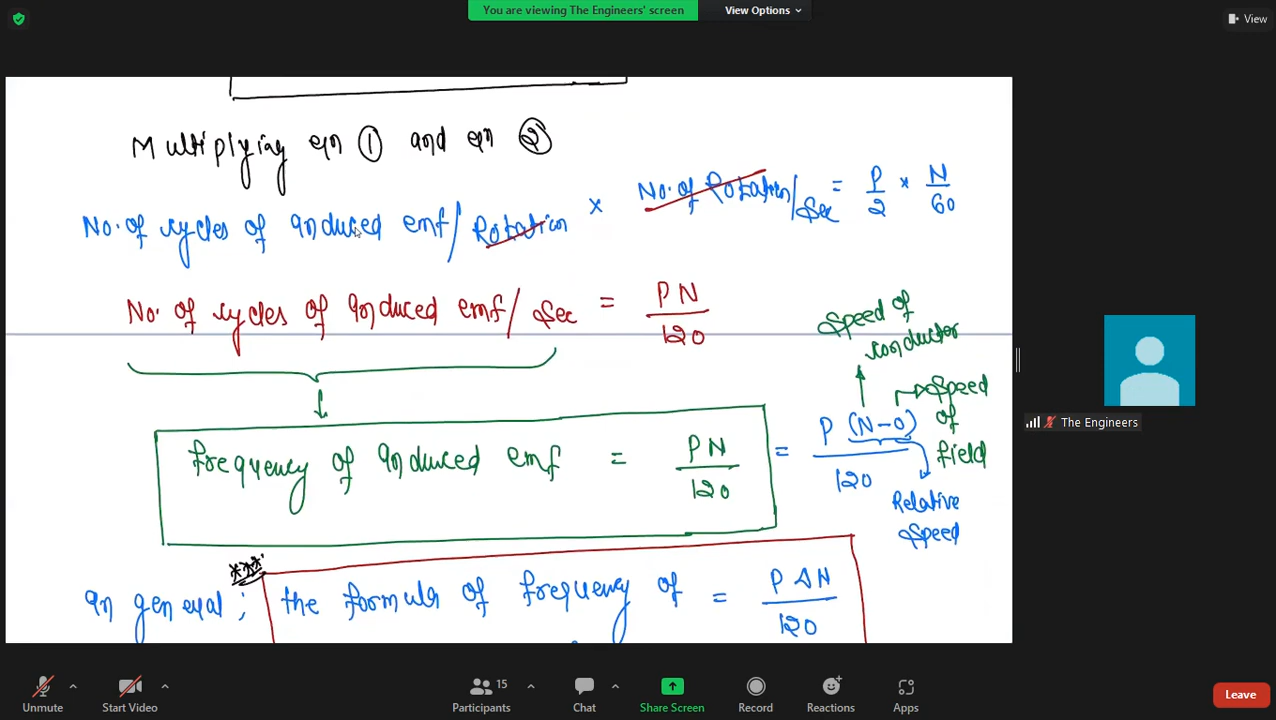 You are viewing The Engineers' screen
View Options
View
Multiplying eqn ① and eqn ②
No. of cycles of induced emf/Rotation × No. of Rotation/Sec = P/2 × N/60
No. of cycles of induced emf/Sec = PN/120
Speed of
conductor
Speed
of
field
frequency of induced emf = PN/120 = P(N-0)/120
Relative
Speed
***
In general; the formula of frequency of = PΔN/120
The Engineers
Unmute
Start Video
15
Participants
Chat
Share Screen
Record
Reactions
Apps
Leave